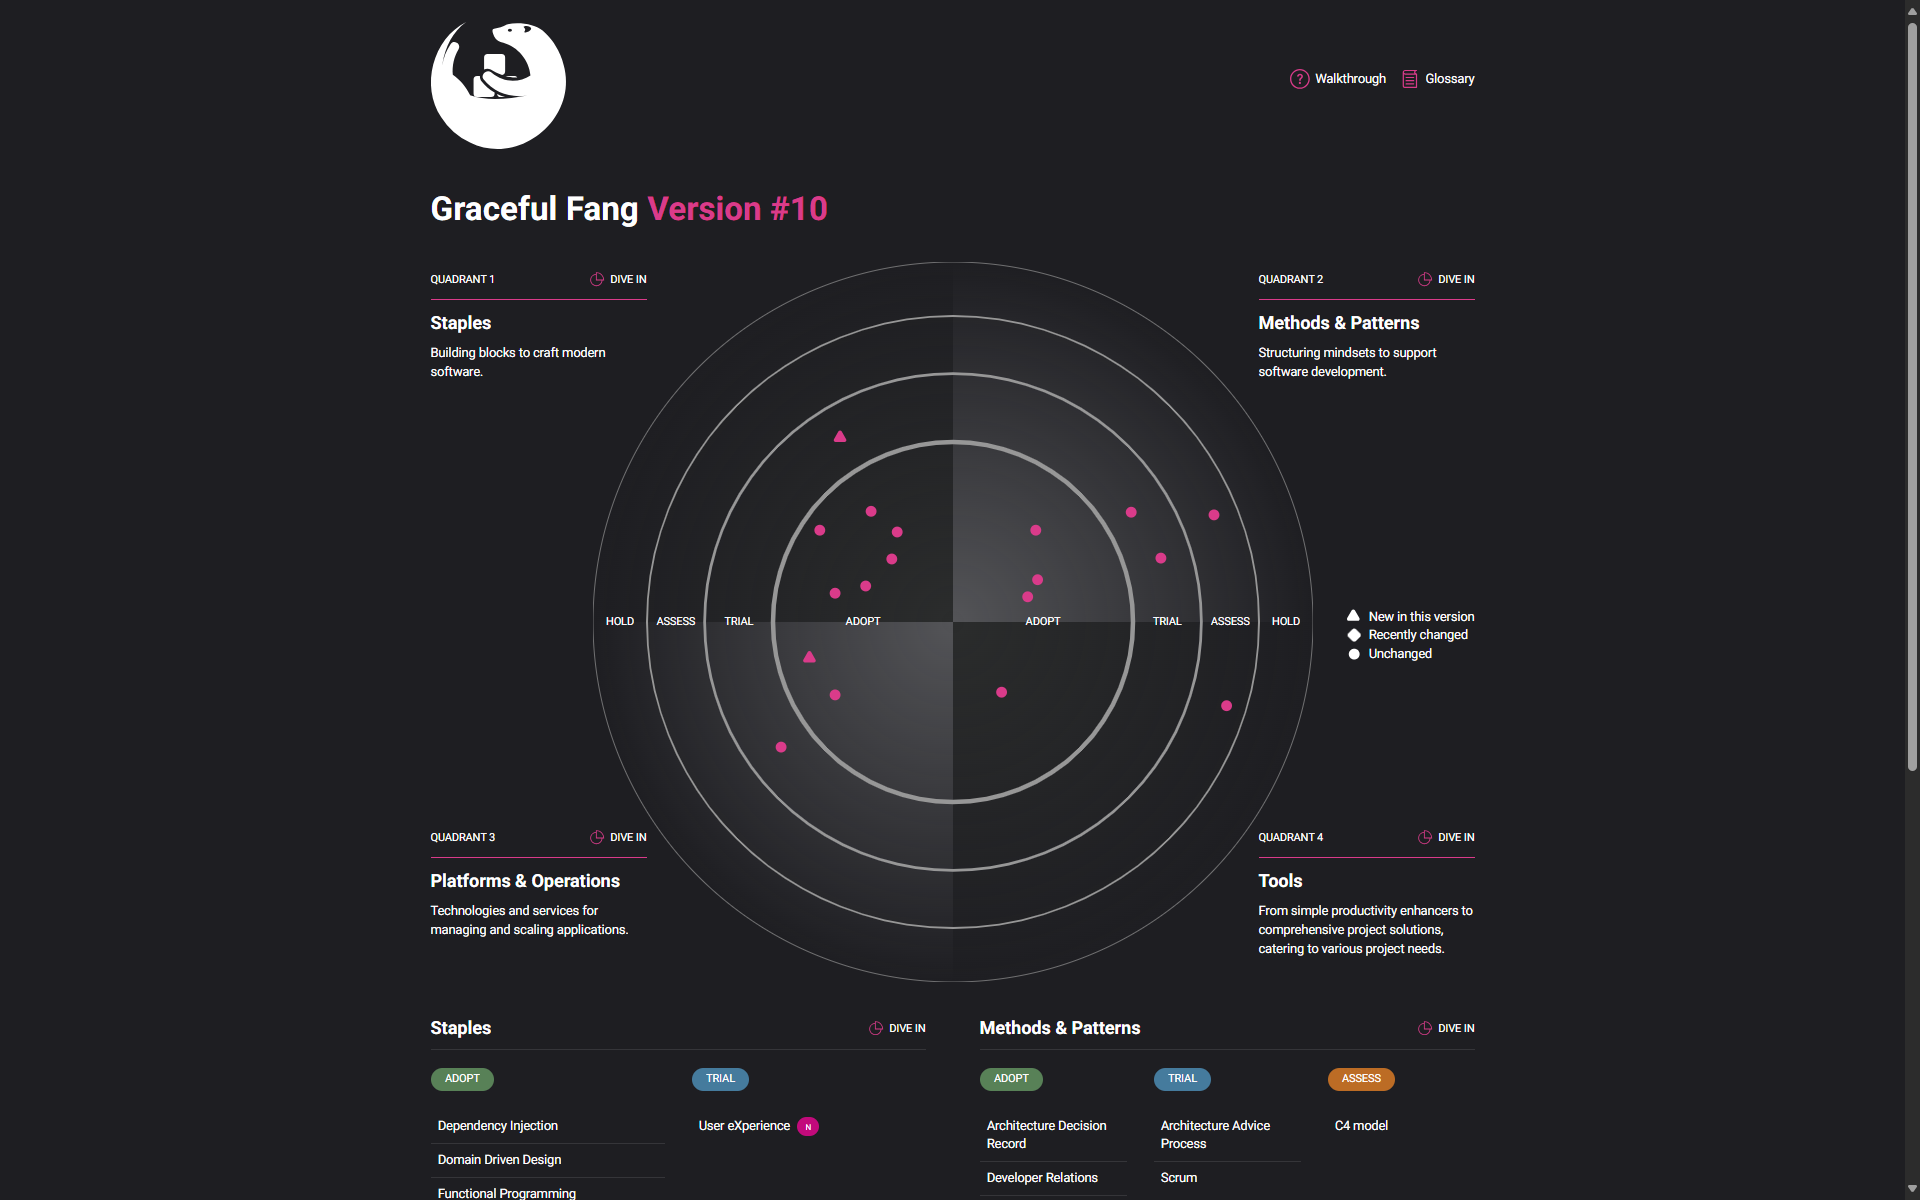 Walkthrough
Glossary
Graceful Fang Version #10
QUADRANT 1
DIVE IN
Staples
Building blocks to craft modern
software.
QUADRANT 2
DIVE IN
Methods & Patterns
Structuring mindsets to support
software development.
HOLD
ASSESS
TRIAL
ADOPT
ADOPT
TRIAL
ASSESS
HOLD
New in this version
Recently changed
Unchanged
QUADRANT 3
DIVE IN
Platforms & Operations
Technologies and services for
managing and scaling applications.
QUADRANT 4
DIVE IN
Tools
From simple productivity enhancers to
comprehensive project solutions,
catering to various project needs.
Staples
DIVE IN
ADOPT
Dependency Injection
Domain Driven Design
Functional Programming
TRIAL
User eXperience N
Methods & Patterns
DIVE IN
ADOPT
Architecture Decision
Record
Developer Relations
TRIAL
Architecture Advice
Process
Scrum
ASSESS
C4 model